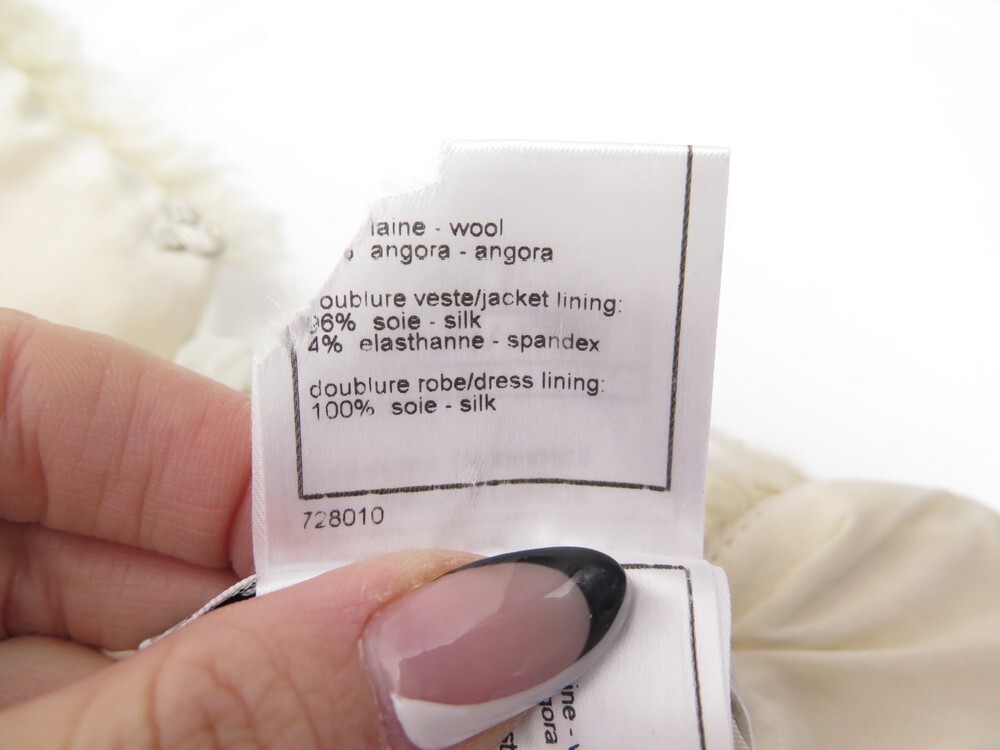 laine - wool
% angora - angora
oublure veste/jacket lining:
96% soie - silk
4% elasthanne - spandex
doublure robe/dress lining:
100% soie - silk
728010